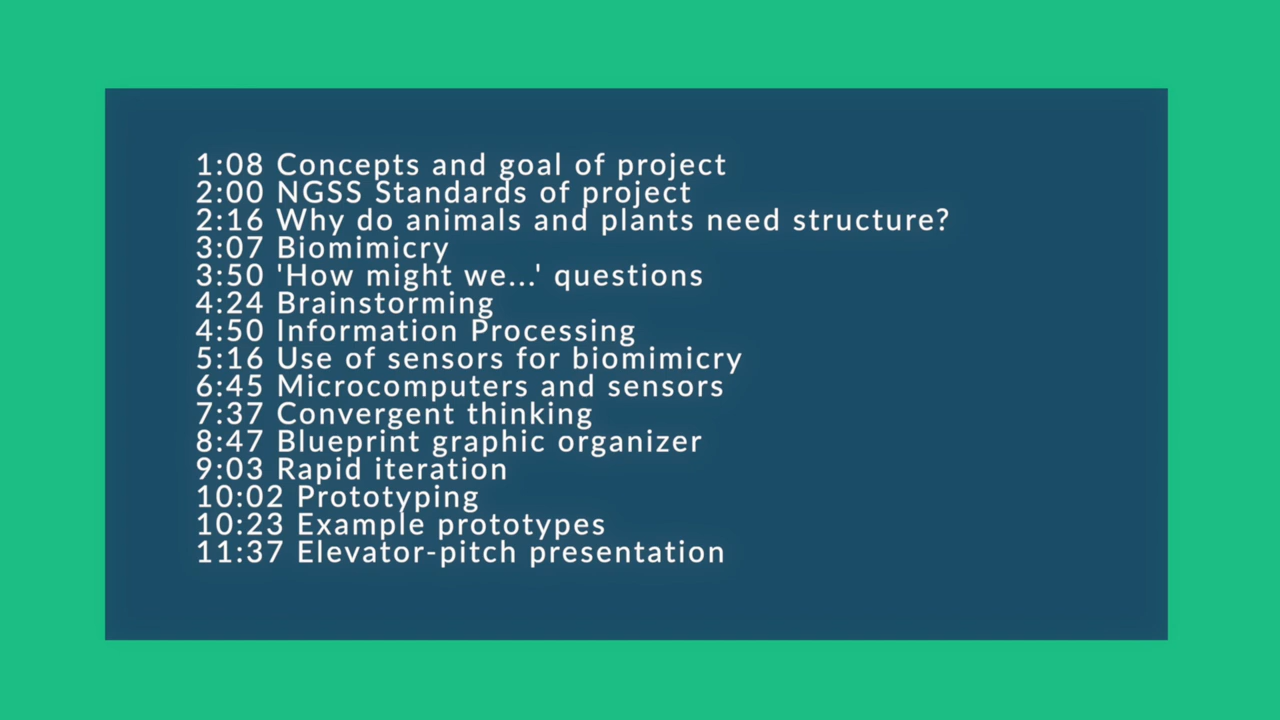 1:08 Concepts and goal of project
2:00 NGSS Standards of project
2:16 Why do animals and plants need structure?
3:07 Biomimicry
3:50 'How might we...' questions
4:24 Brainstorming
4:50 Information Processing
5:16 Use of sensors for biomimicry
6:45 Microcomputers and sensors
7:37 Convergent thinking
8:47 Blueprint graphic organizer
9:03 Rapid iteration
10:02 Prototyping
10:23 Example prototypes
11:37 Elevator-pitch presentation